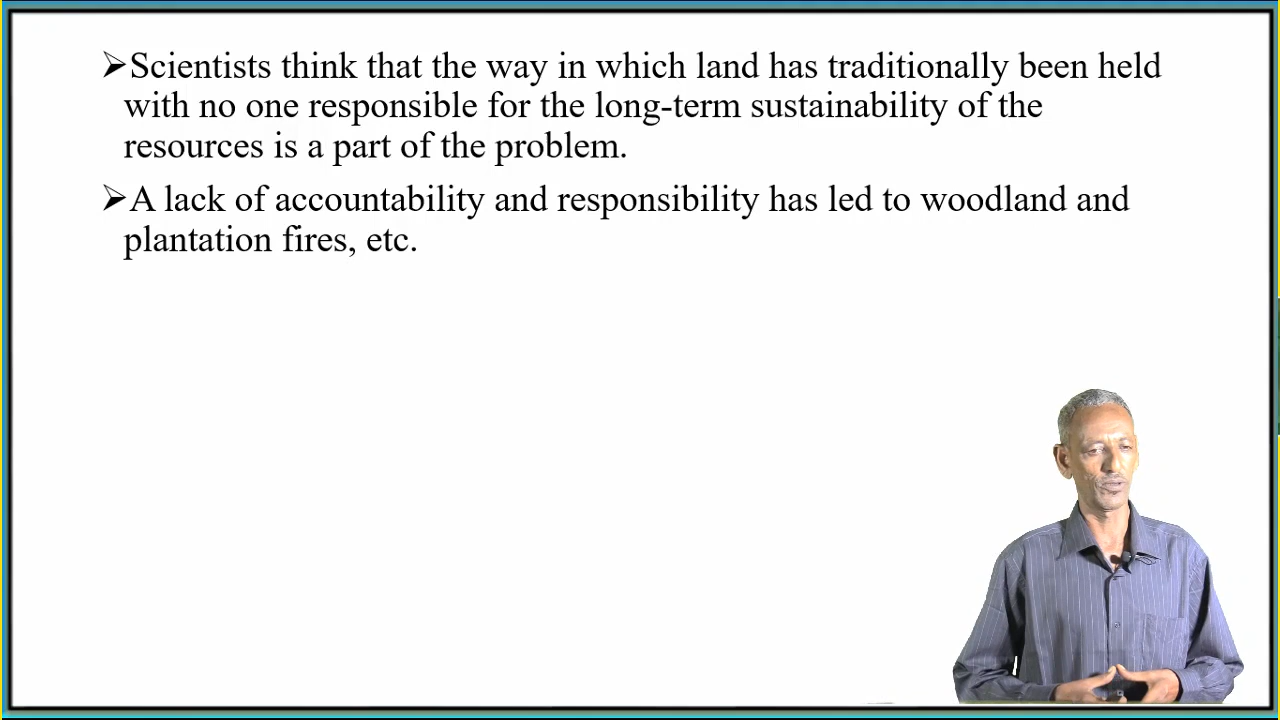 ➢Scientists think that the way in which land has traditionally been held
with no one responsible for the long-term sustainability of the
resources is a part of the problem.
➢A lack of accountability and responsibility has led to woodland and
plantation fires, etc.